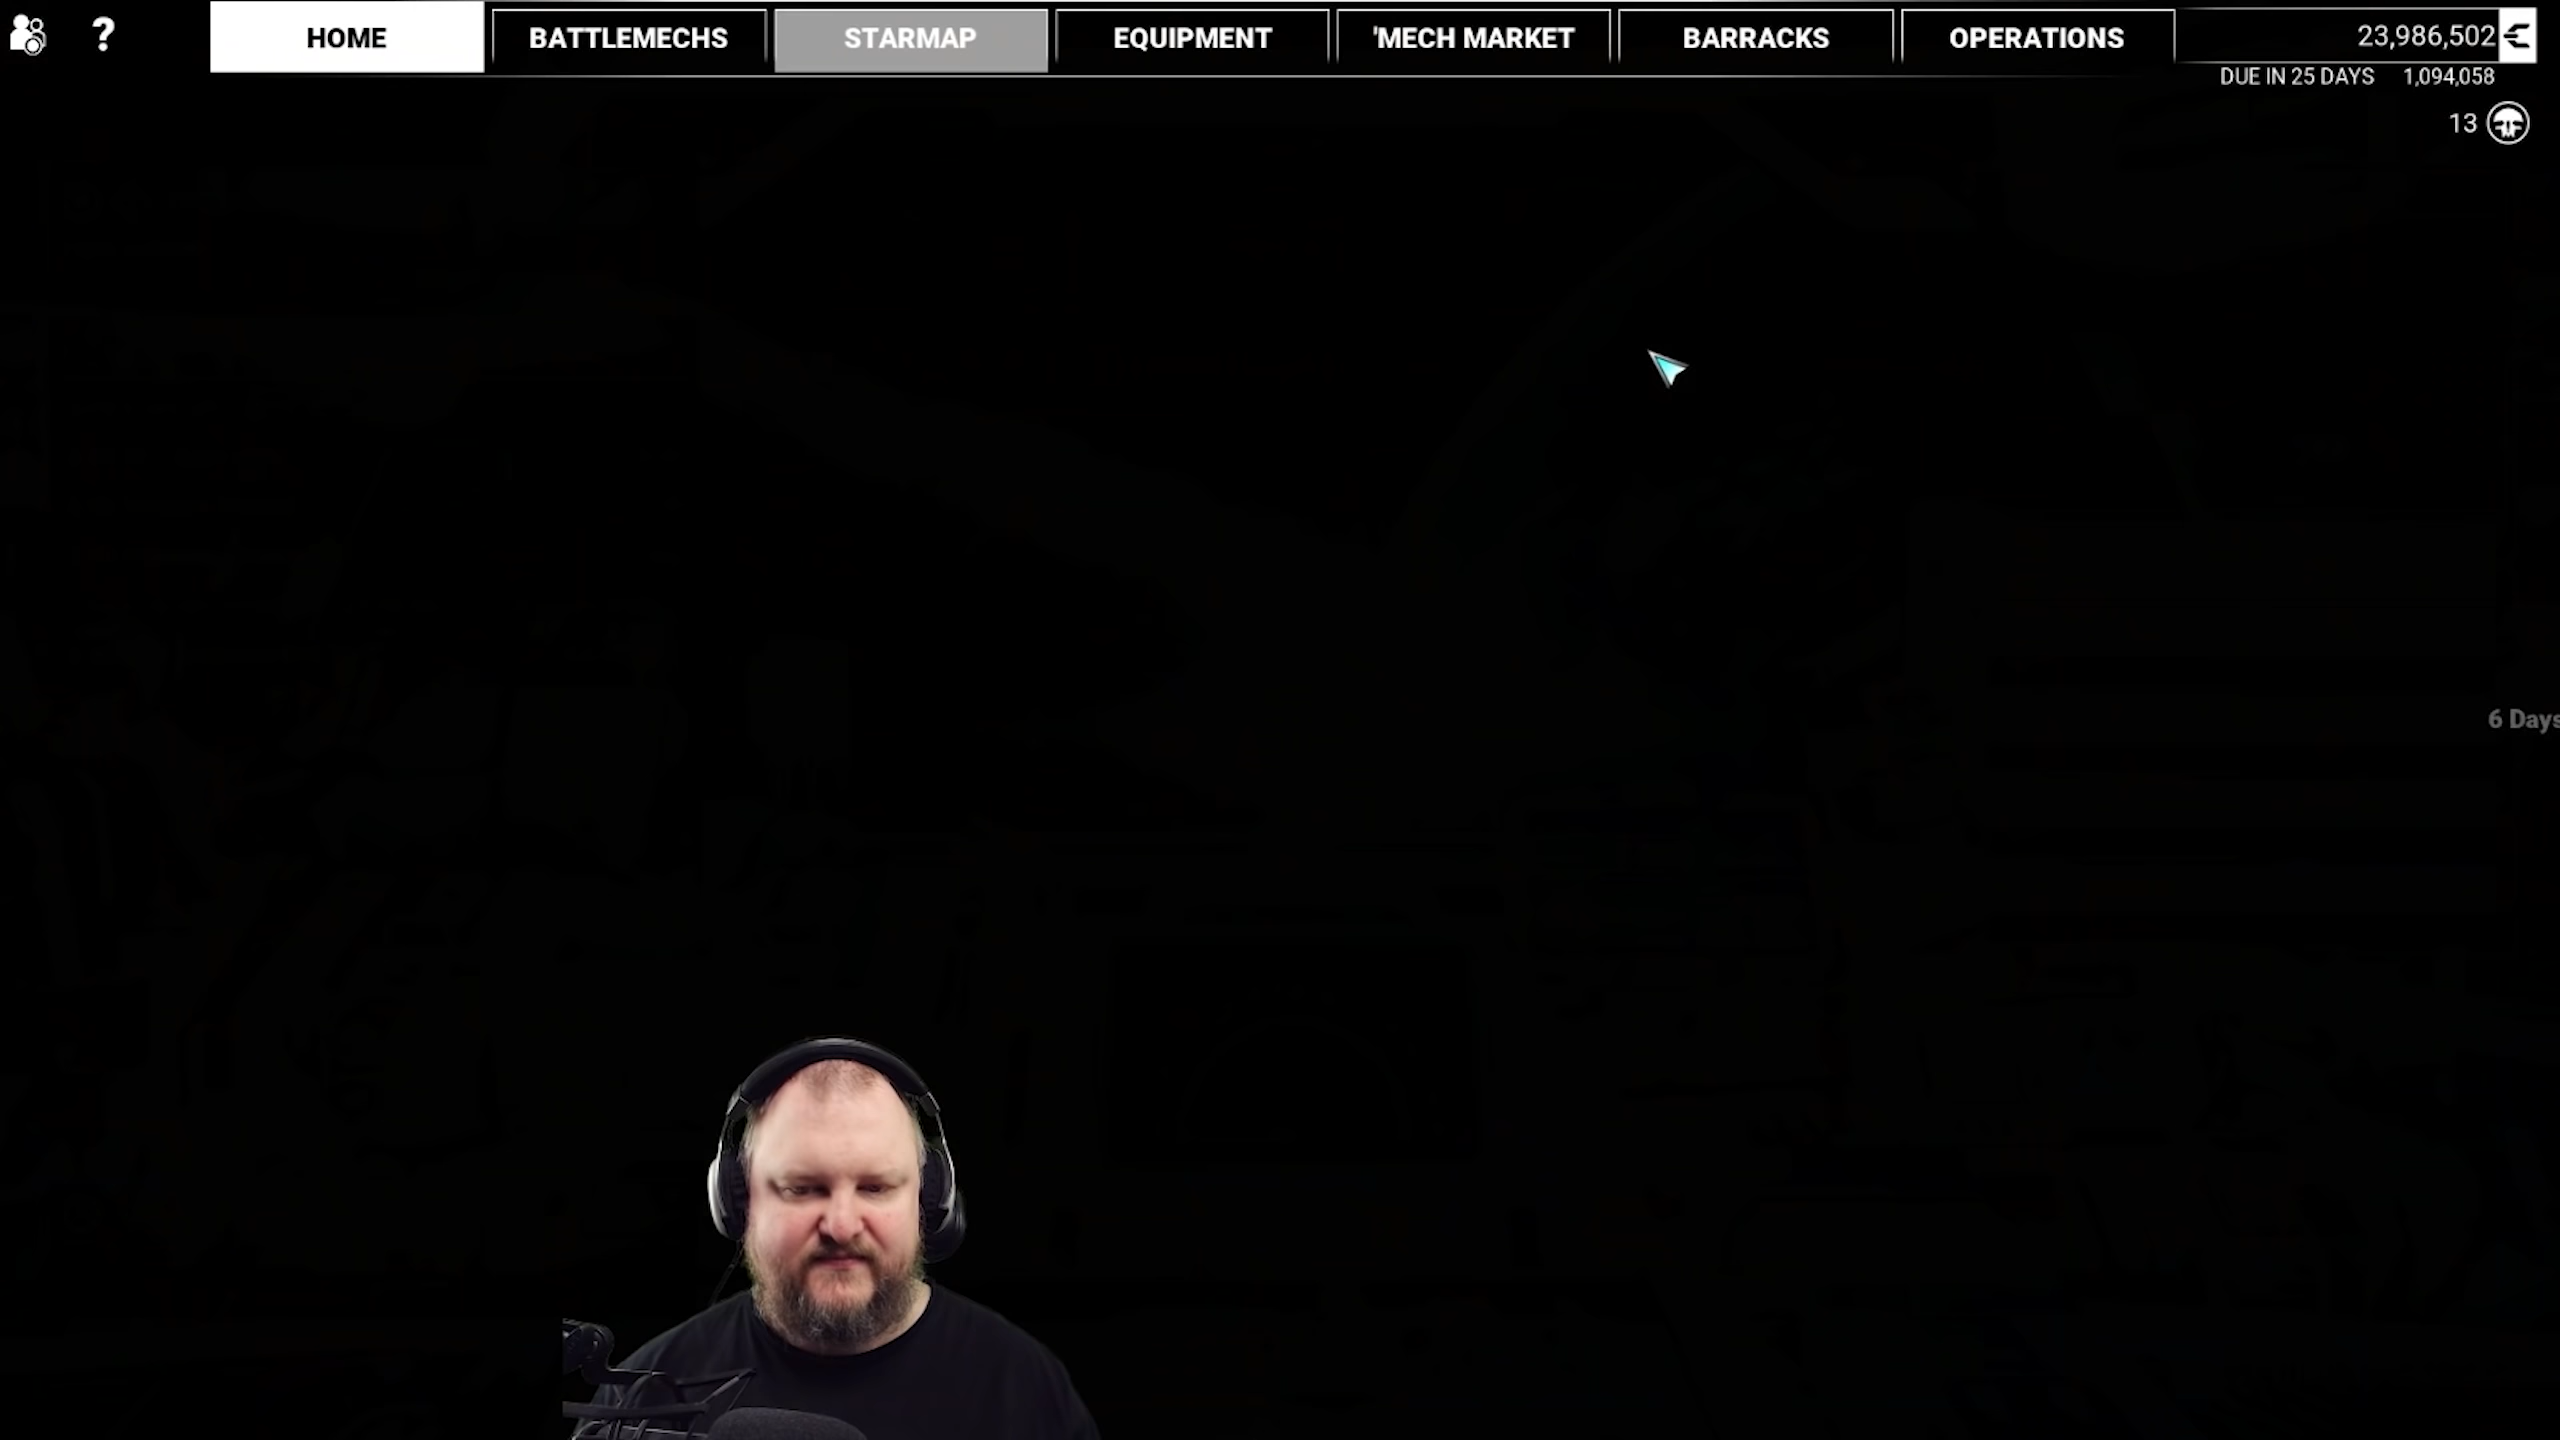 ?
HOME
BATTLEMECHS
STARMAP
EQUIPMENT
'MECH MARKET
BARRACKS
OPERATIONS
23,986,502
DUE IN 25 DAYS 1,094,058
13
6 Days